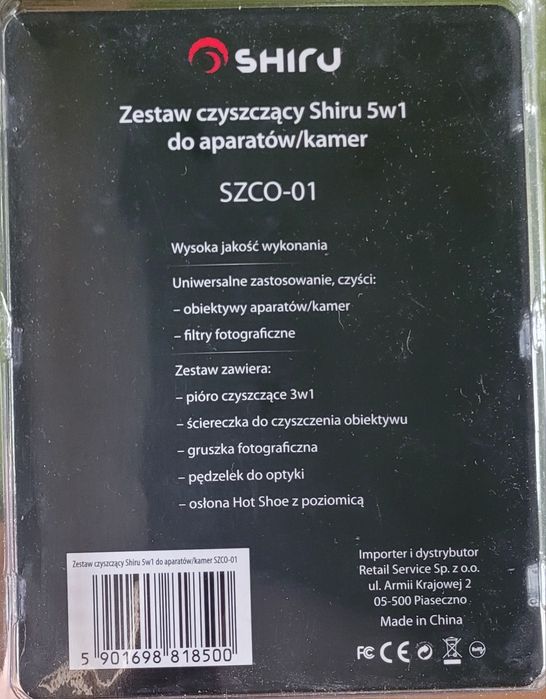 SHIRU
Zestaw czyszczący Shiru 5w1
do aparatów/kamer
SZCO-01
Wysoka jakość wykonania
Uniwersalne zastosowanie, czyści:
– obiektywy aparatów/kamer
– filtry fotograficzne
Zestaw zawiera:
– pióro czyszczące 3w1
– ściereczka do czyszczenia obiektywu
– gruszka fotograficzna
– pędzelek do optyki
– osłona Hot Shoe z poziomicą
Zestaw czyszczący Shiru 5w1 do aparatów/kamer SZCO-01
5 901698 818500
Importer i dystrybutor
Retail Service Sp. z o.o.
ul. Armii Krajowej 2
05-500 Piaseczno
Made in China
FC CE